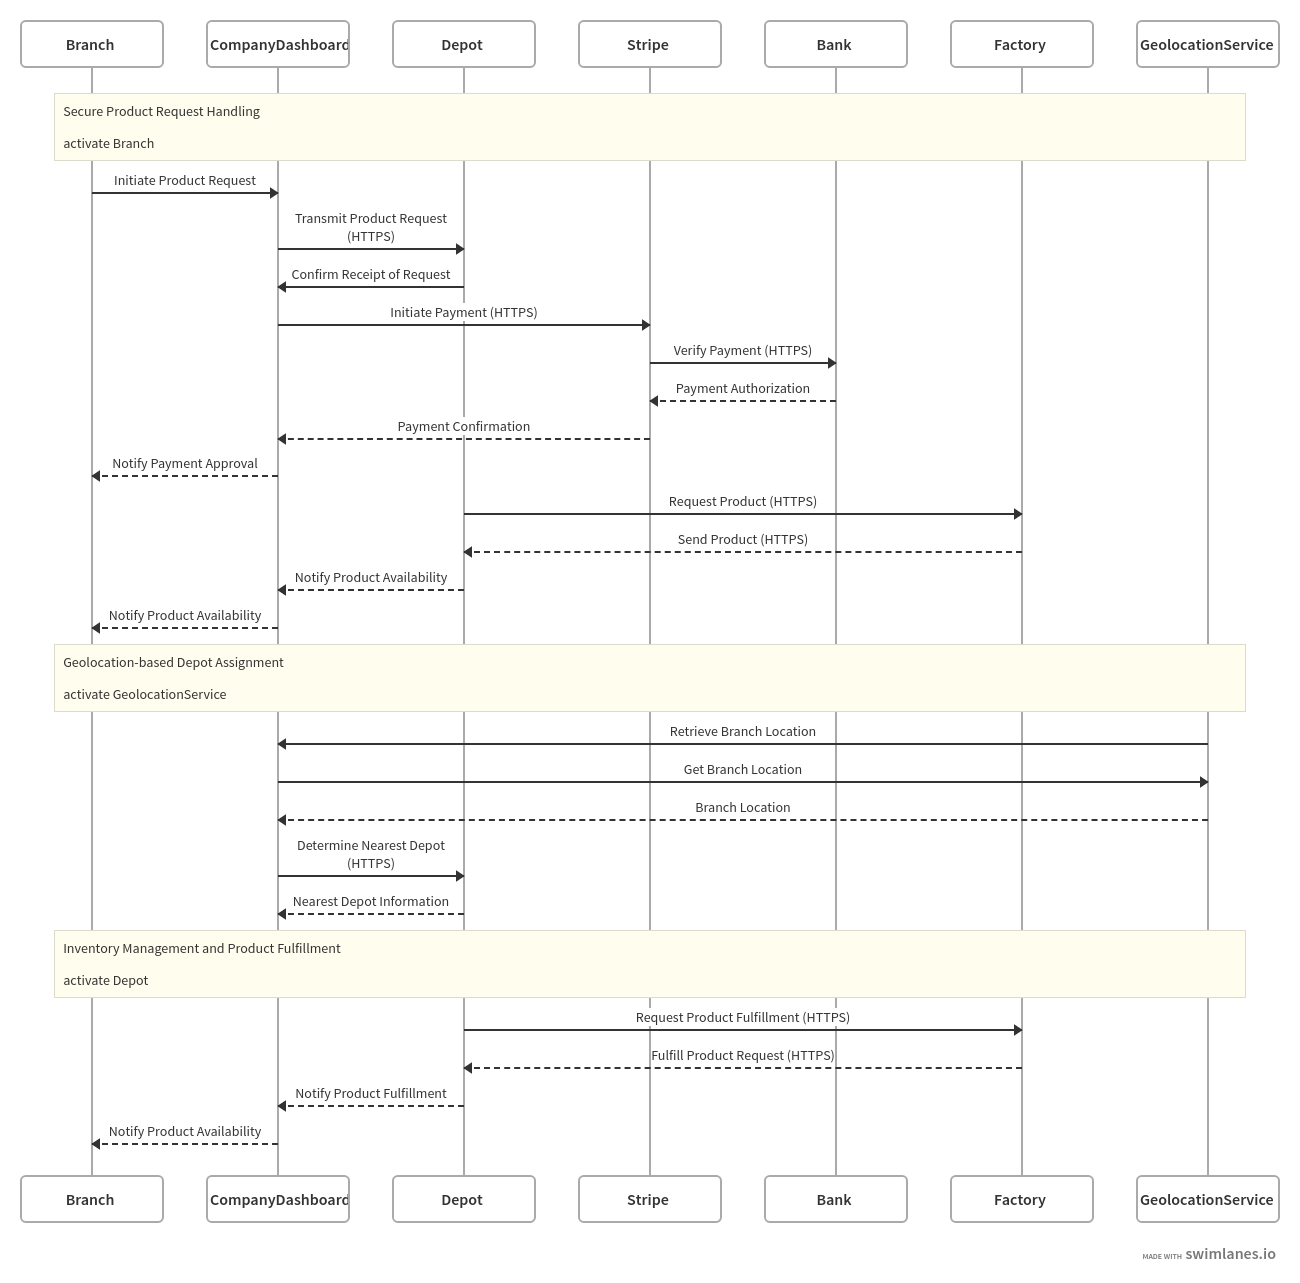 Branch
CompanyDashboard
Depot
Stripe
Bank
Factory
GeolocationService
Secure Product Request Handling
activate Branch
Initiate Product Request
Transmit Product Request
(HTTPS)
Confirm Receipt of Request
Initiate Payment (HTTPS)
Verify Payment (HTTPS)
Payment Authorization
Payment Confirmation
Notify Payment Approval
Request Product (HTTPS)
Send Product (HTTPS)
Notify Product Availability
Notify Product Availability
Geolocation-based Depot Assignment
activate GeolocationService
Retrieve Branch Location
Get Branch Location
Branch Location
Determine Nearest Depot
(HTTPS)
Nearest Depot Information
Inventory Management and Product Fulfillment
activate Depot
Request Product Fulfillment (HTTPS)
Fulfill Product Request (HTTPS)
Notify Product Fulfillment
Notify Product Availability
Branch
CompanyDashboard
Depot
Stripe
Bank
Factory
GeolocationService
MADE WITH swimlanes.io